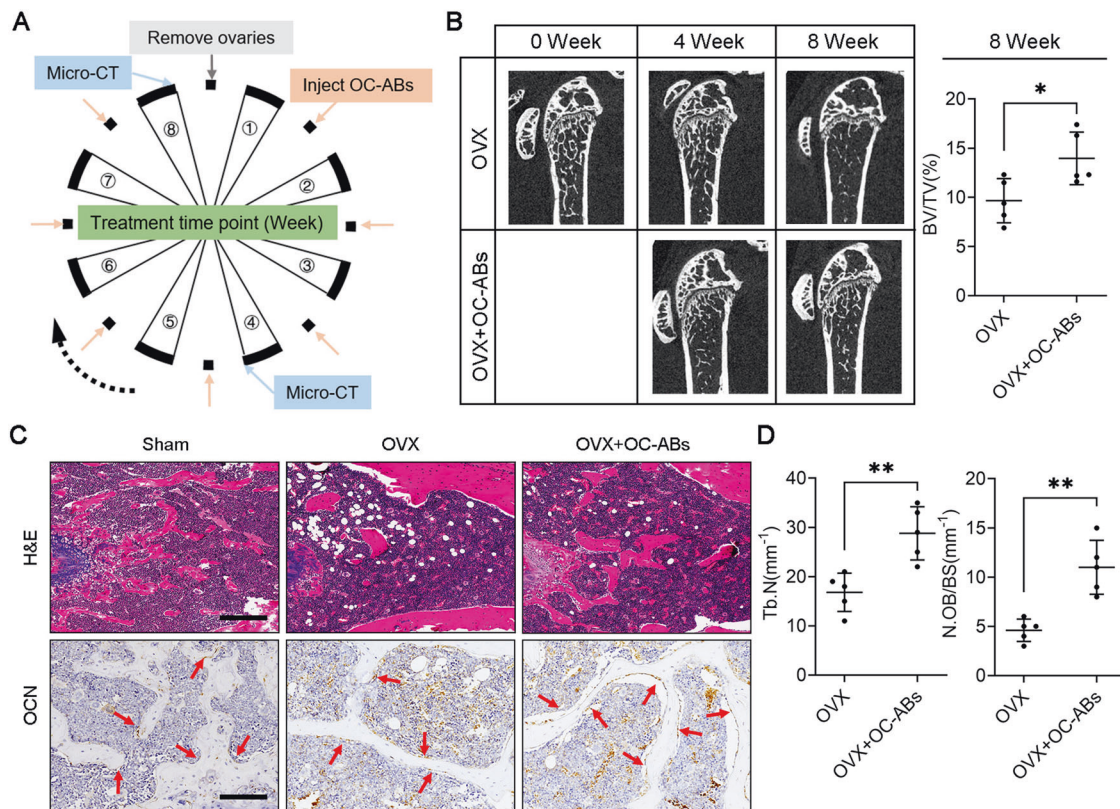 A
Remove ovaries
Micro-CT
Inject OC-ABs
⑧
①
⑦
②
Treatment time point (Week)
⑥
③
⑤
④
Micro-CT
B
0 Week
4 Week
8 Week
OVX
OVX+OC-ABs
8 Week
*
BV/TV(%)
20
15
10
5
0
OVX
OVX+OC-ABs
C
Sham
OVX
OVX+OC-ABs
H&E
OCN
D
**
Tb.N(mm⁻¹)
40
30
20
10
0
OVX
OVX+OC-ABs
**
N.OB/BS(mm⁻¹)
20
15
10
5
0
OVX
OVX+OC-ABs